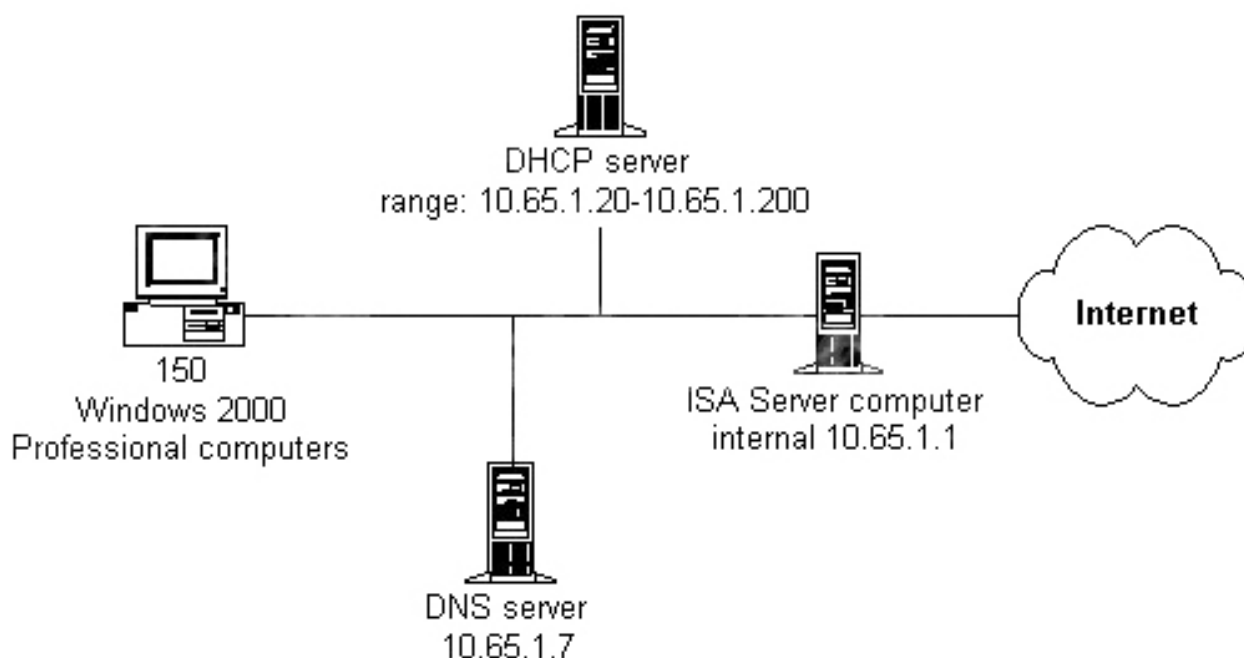 DHCP server
range: 10.65.1.20-10.65.1.200
150
Windows 2000
Professional computers
ISA Server computer
internal 10.65.1.1
Internet
DNS server
10.65.1.7